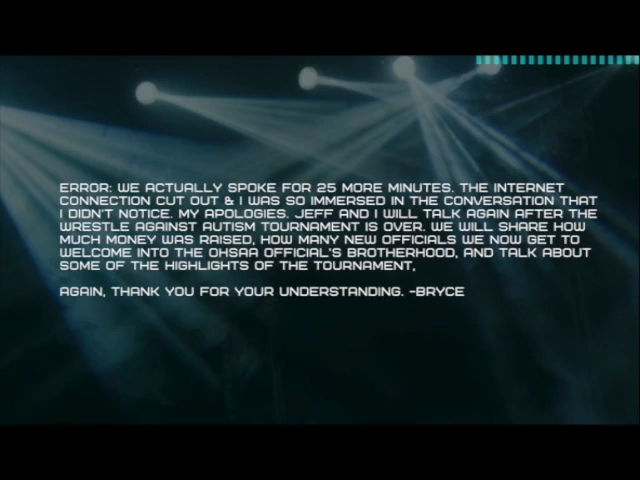 ERROR: WE ACTUALLY SPOKE FOR 25 MORE MINUTES. THE INTERNET
CONNECTION CUT OUT & I WAS SO IMMERSED IN THE CONVERSATION THAT
I DIDN'T NOTICE. MY APOLOGIES. JEFF AND I WILL TALK AGAIN AFTER THE
WRESTLE AGAINST AUTISM TOURNAMENT IS OVER. WE WILL SHARE HOW
MUCH MONEY WAS RAISED, HOW MANY NEW OFFICIALS WE NOW GET TO
WELCOME INTO THE OHSAA OFFICIAL'S BROTHERHOOD, AND TALK ABOUT
SOME OF THE HIGHLIGHTS OF THE TOURNAMENT,
AGAIN, THANK YOU FOR YOUR UNDERSTANDING. -BRYCE